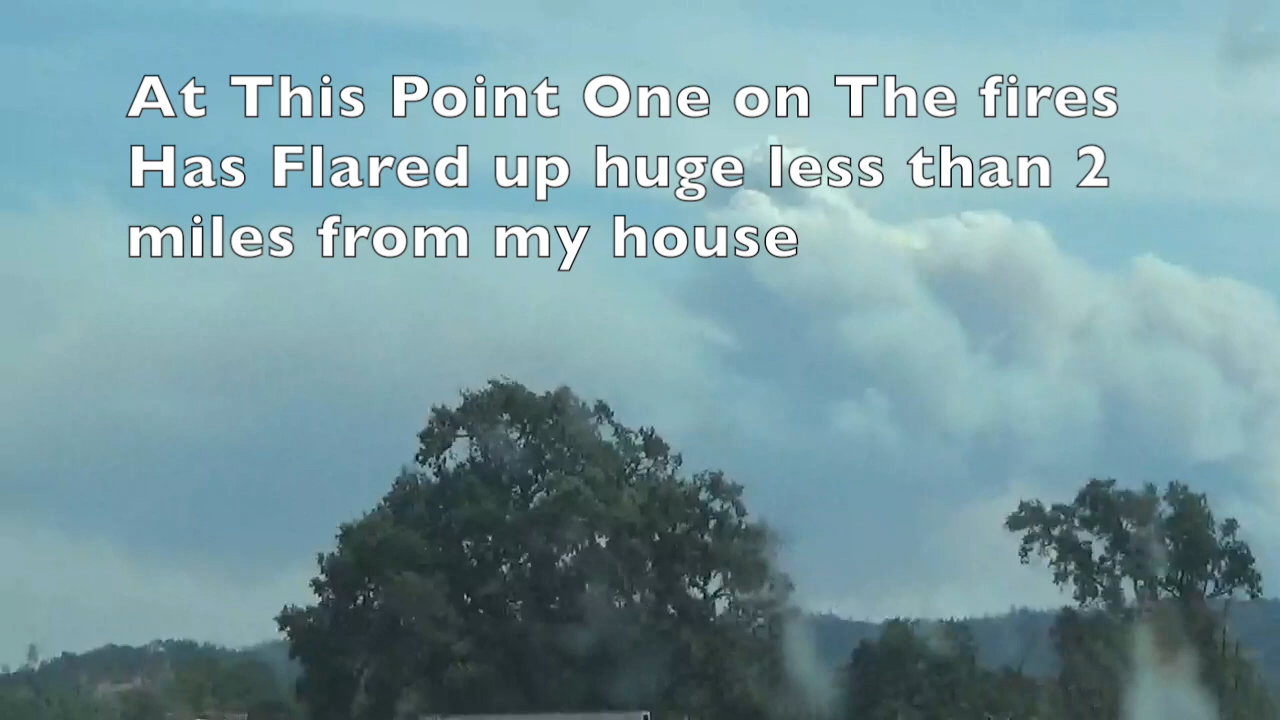 At This Point One on The fires
Has Flared up huge less than 2
miles from my house